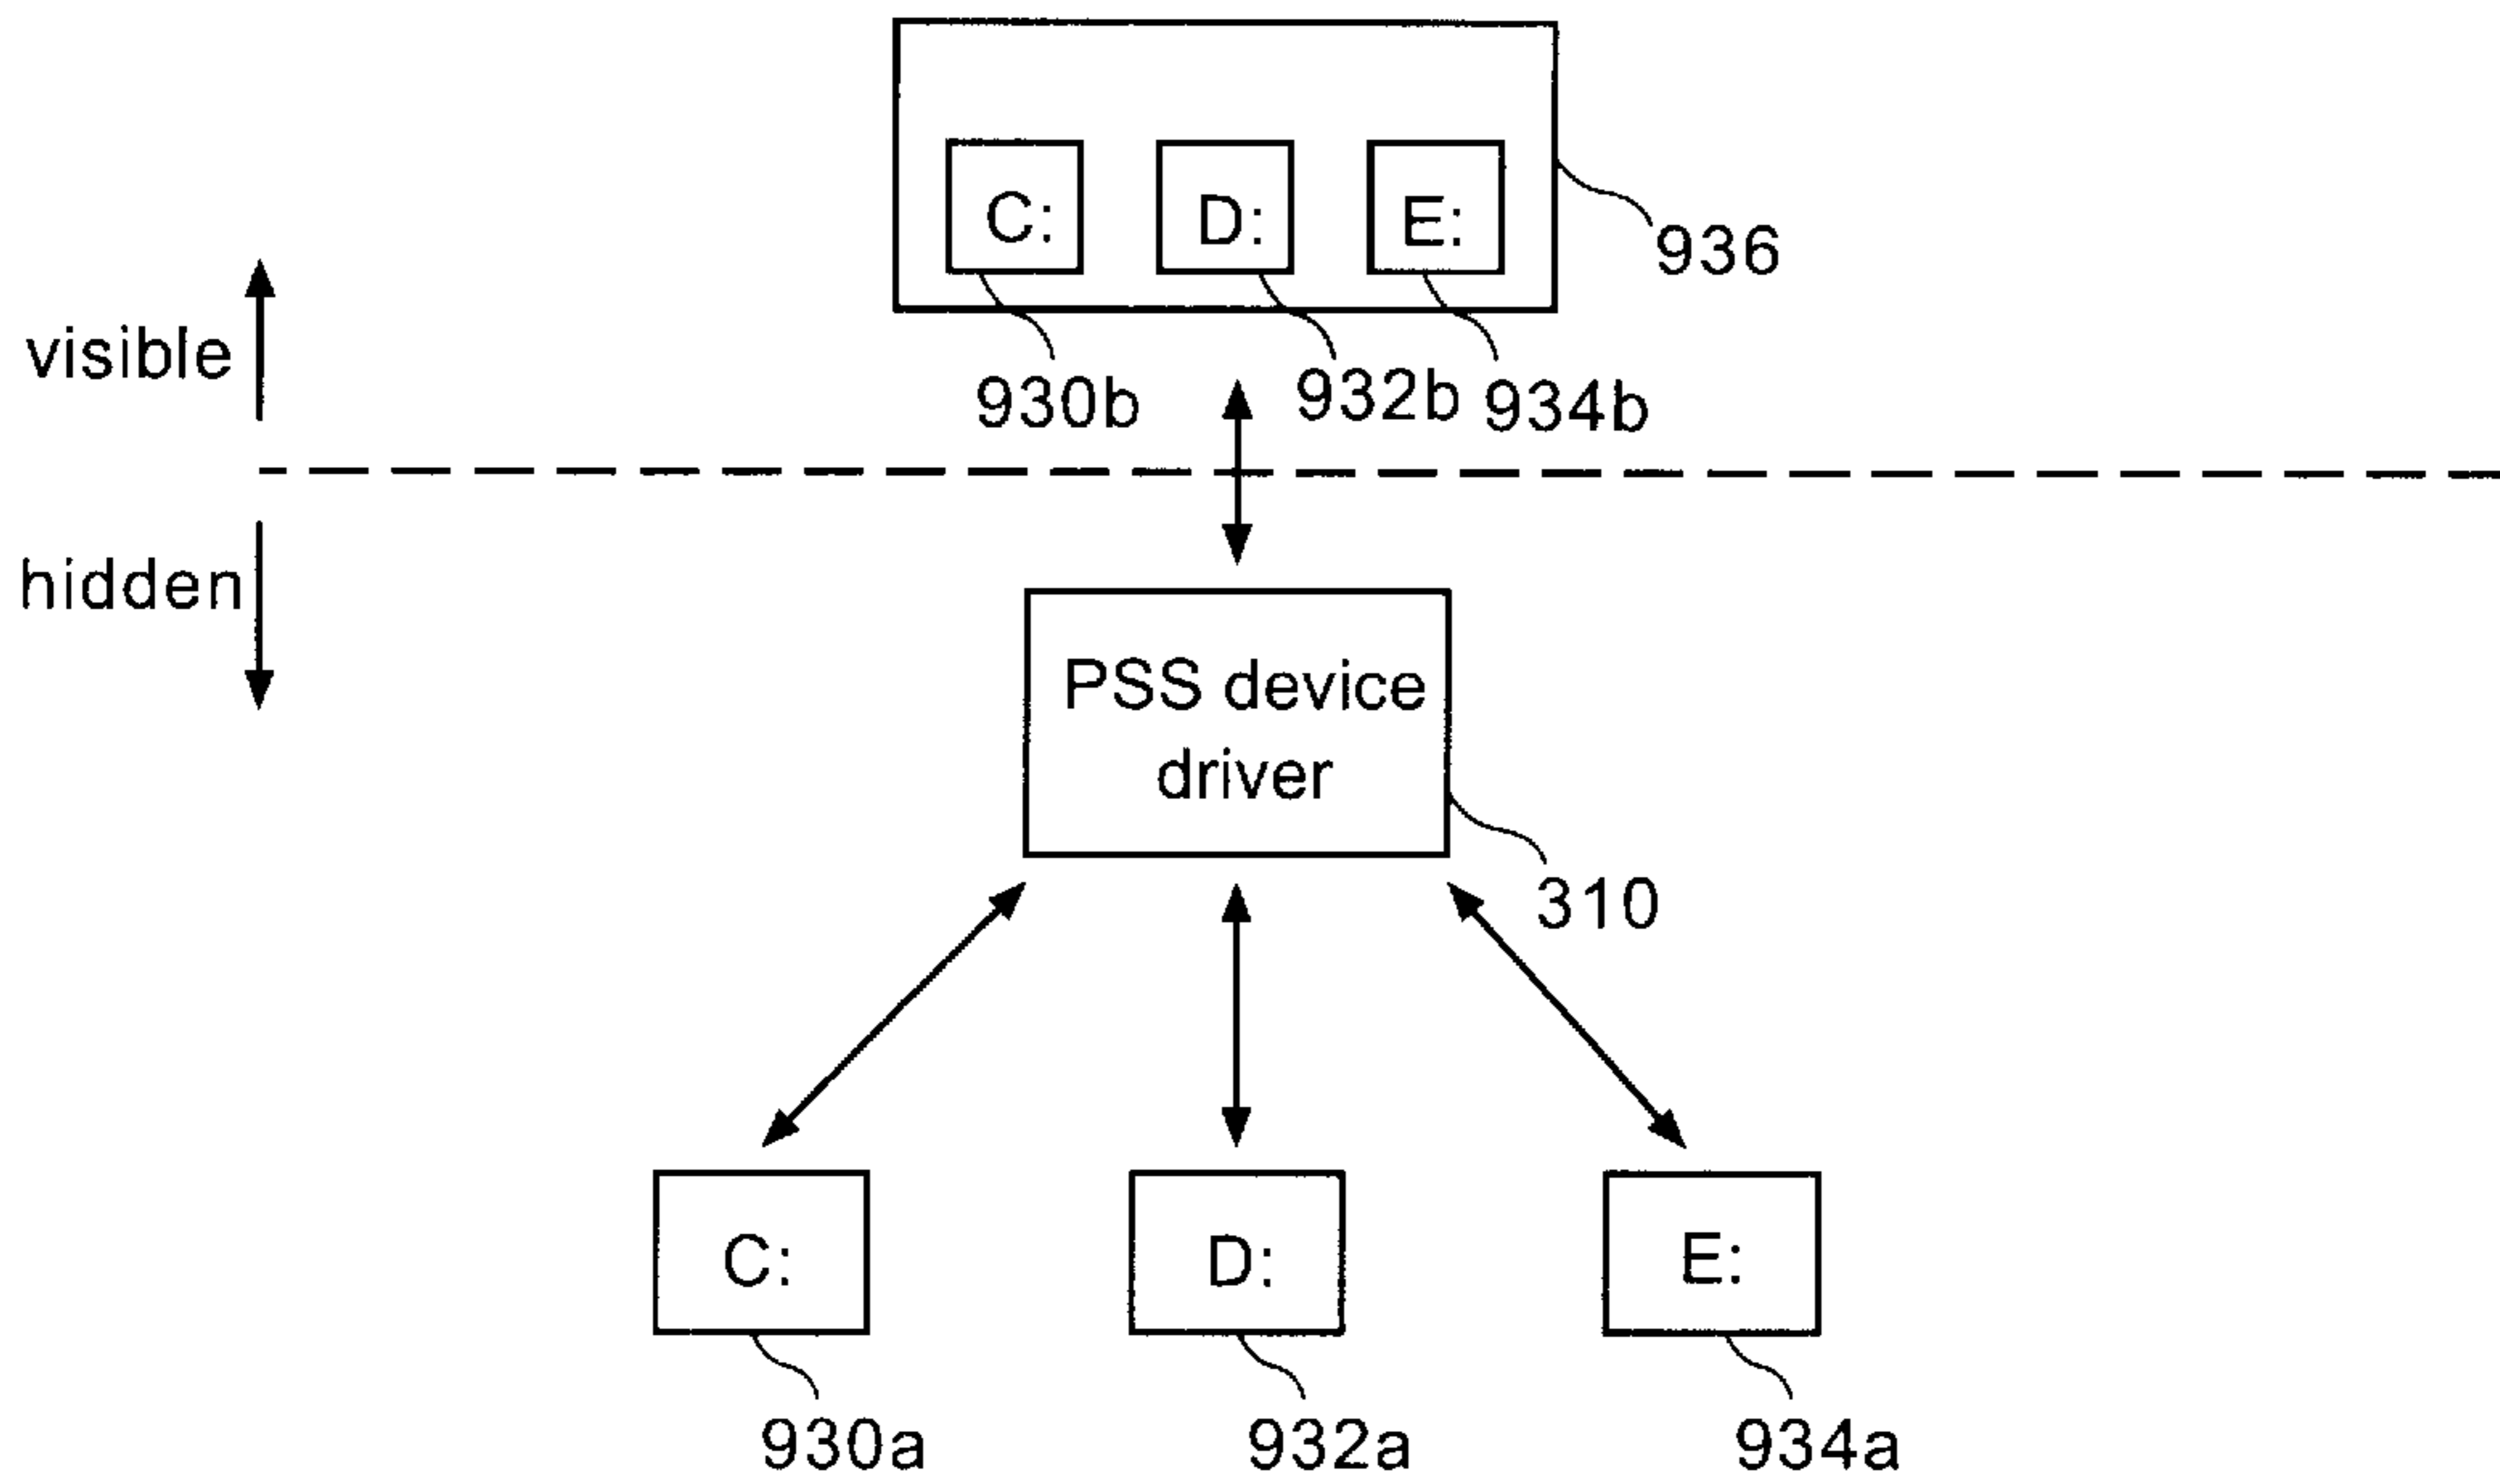 C:
D:
E:
936
visible
930b
932b
934b
hidden
PSS device
driver
310
C:
D:
E:
930a
932a
934a